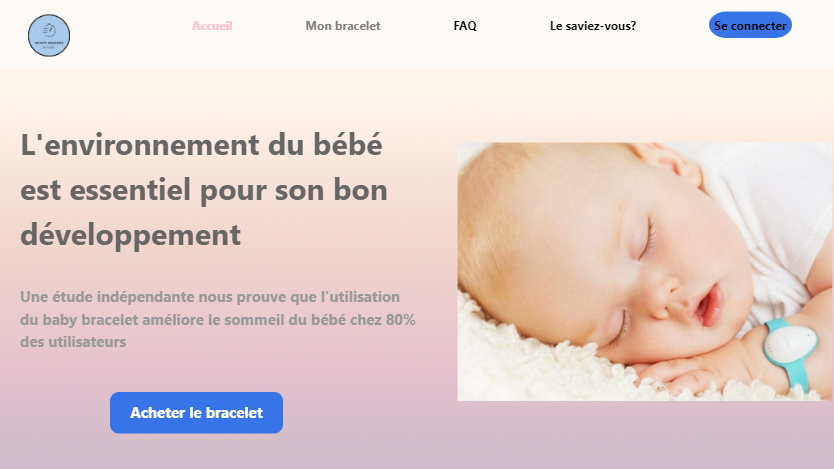 Accueil
Mon bracelet
FAQ
Le saviez-vous?
Se connecter
L'environnement du bébé
est essentiel pour son bon
développement
Une étude indépendante nous prouve que l'utilisation
du baby bracelet améliore le sommeil du bébé chez 80%
des utilisateurs
Acheter le bracelet